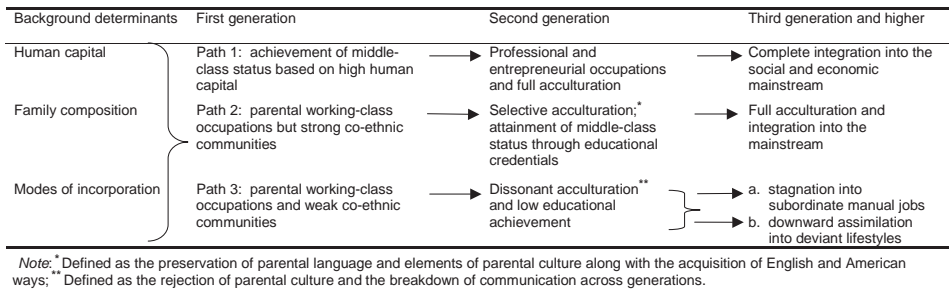 Background determinants First generation Second generation Third generation and higher
Human capital Path 1: achievement of middle- Professional and Complete integration into the
class status based on high human entrepreneurial occupations social and economic
capital and full acculturation mainstream
Family composition Path 2: parental working-class Selective acculturation;* Full acculturation and
occupations but strong co-ethnic attainment of middle-class integration into the
communities status through educational mainstream
credentials
Modes of incorporation Path 3: parental working-class Dissonant acculturation** a. stagnation into
occupations and weak co-ethnic and low educational subordinate manual jobs
communities achievement b. downward assimilation
into deviant lifestyles
Note: * Defined as the preservation of parental language and elements of parental culture along with the acquisition of English and American
ways; ** Defined as the rejection of parental culture and the breakdown of communication across generations.